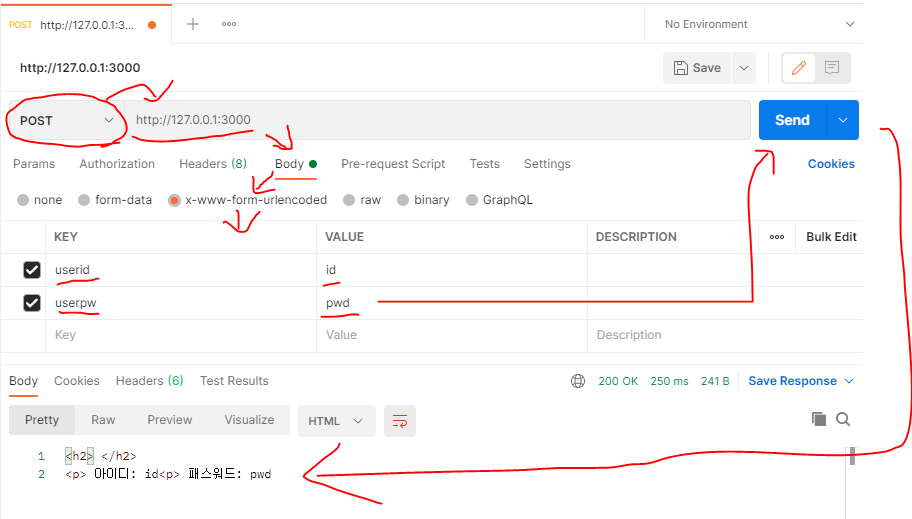 POST http://127.0.0.1:3... No Environment
http://127.0.0.1:3000 Save
POST http://127.0.0.1:3000 Send
Params Authorization Headers (8) Body Pre-request Script Tests Settings Cookies
none form-data x-www-form-urlencoded raw binary GraphQL
KEY VALUE DESCRIPTION Bulk Edit
userid id
userpw pwd
Key Value Description
Body Cookies Headers (6) Test Results 200 OK 250 ms 241 B Save Response
Pretty Raw Preview Visualize HTML
1 <h2> </h2>
2 <p> 아이디: id<p> 패스워드: pwd